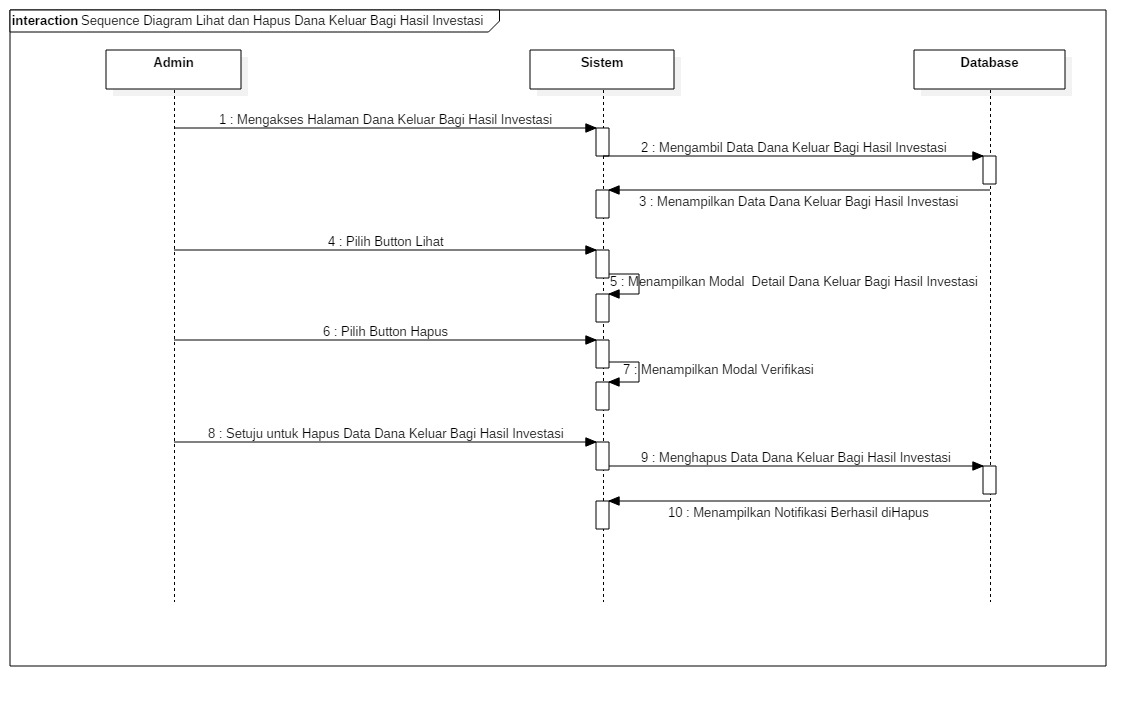 interaction Sequence Diagram Lihat dan Hapus Dana Keluar Bagi Hasil Investasi
Admin
Sistem
Database
1 : Mengakses Halaman Dana Keluar Bagi Hasil Investasi
2 : Mengambil Data Dana Keluar Bagi Hasil Investasi
3 : Menampilkan Data Dana Keluar Bagi Hasil Investasi
4 : Pilih Button Lihat
5 : Menampilkan Modal  Detail Dana Keluar Bagi Hasil Investasi
6 : Pilih Button Hapus
7 : Menampilkan Modal Verifikasi
8 : Setuju untuk Hapus Data Dana Keluar Bagi Hasil Investasi
9 : Menghapus Data Dana Keluar Bagi Hasil Investasi
10 : Menampilkan Notifikasi Berhasil diHapus